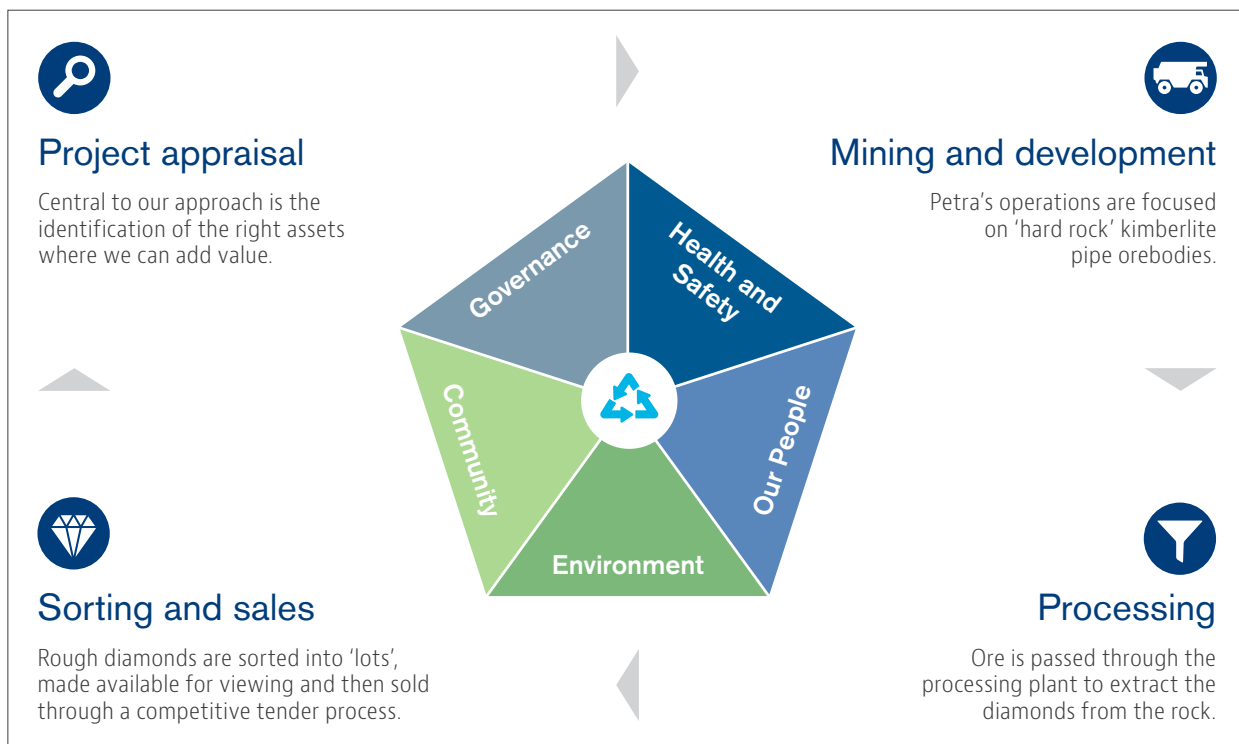 Project appraisal
Central to our approach is the
identification of the right assets
where we can add value.
Mining and development
Petra’s operations are focused
on ‘hard rock’ kimberlite
pipe orebodies.
Governance
Health and
Safety
Community
Our People
Environment
Sorting and sales
Rough diamonds are sorted into ‘lots’,
made available for viewing and then sold
through a competitive tender process.
Processing
Ore is passed through the
processing plant to extract the
diamonds from the rock.